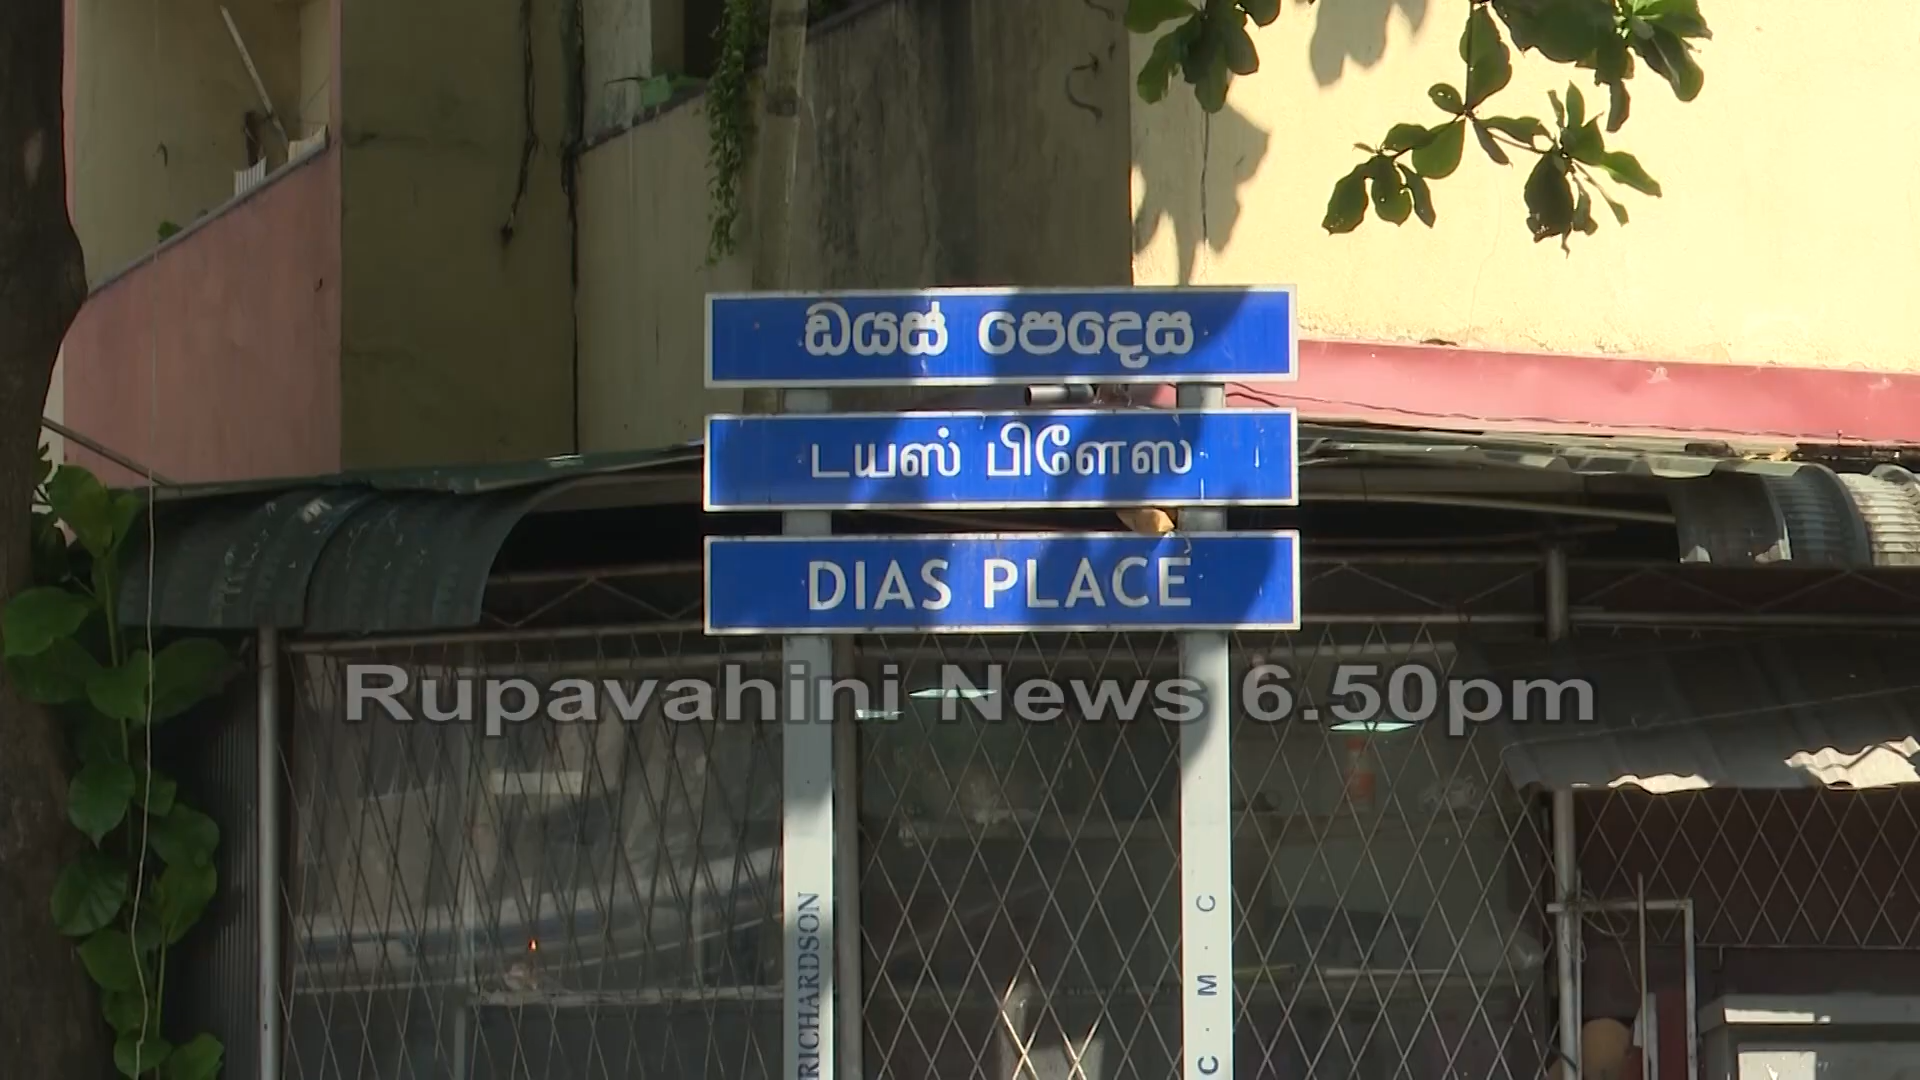 ඩයස් පෙදෙස
டயஸ் பிளேஸ
DIAS PLACE
Rupavahini News 6.50pm
RICHARDSON
C.M.C